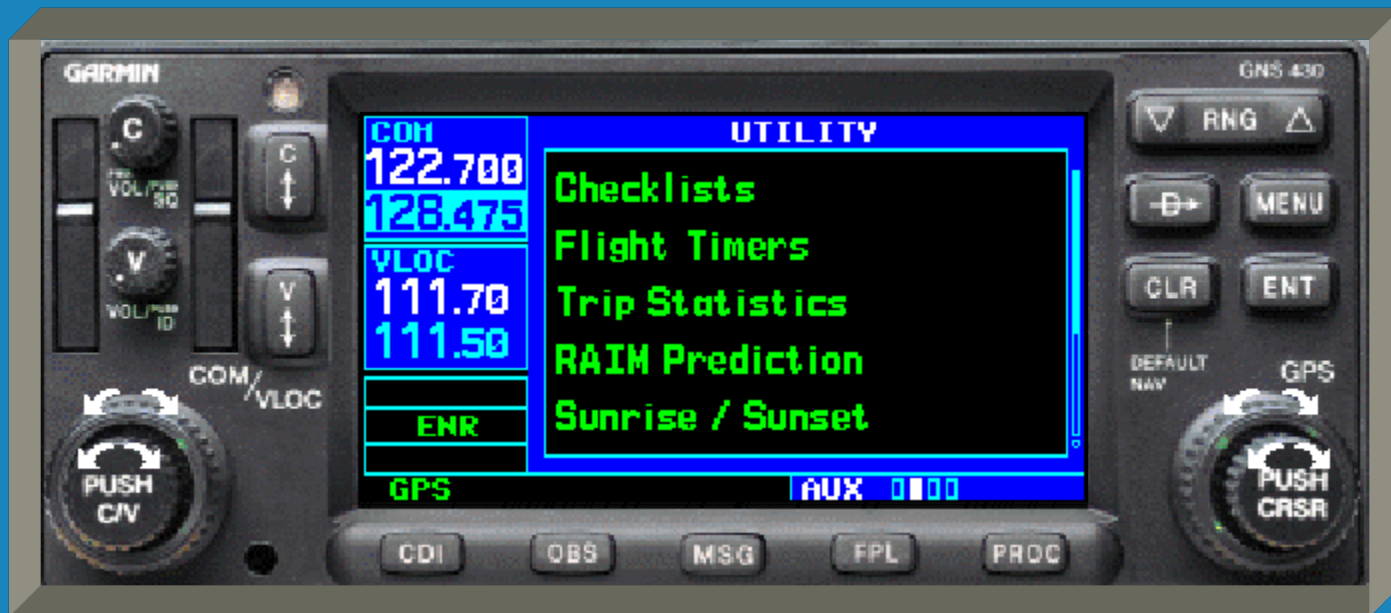 GARMIN
GNS 430
C
VOL/PUSH SQ
V
VOL/PUSH ID
C
V
COM/VLOC
PUSH C/V
COM
122.700
128.475
VLOC
111.70
111.50
ENR
GPS
UTILITY
Checklists
Flight Timers
Trip Statistics
RAIM Prediction
Sunrise / Sunset
AUX
RNG
D
MENU
CLR
ENT
DEFAULT NAV
GPS
PUSH CRSR
CDI
OBS
MSG
FPL
PROC